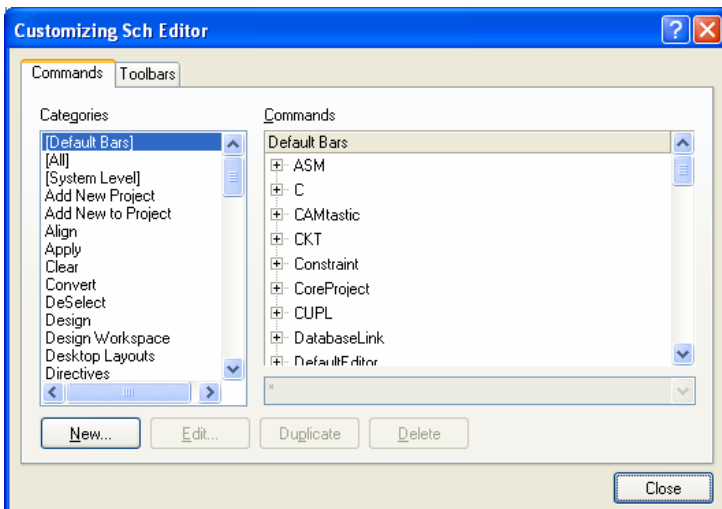 Customizing Sch Editor
Commands
Toolbars
Categories
[Default Bars]
[All]
[System Level]
Add New Project
Add New to Project
Align
Apply
Clear
Convert
DeSelect
Design
Design Workspace
Desktop Layouts
Directives
Commands
Default Bars
ASM
C
CAMtastic
CKT
Constraint
CoreProject
CUPL
DatabaseLink
DefaultEditor
*
New...
Edit...
Duplicate
Delete
Close